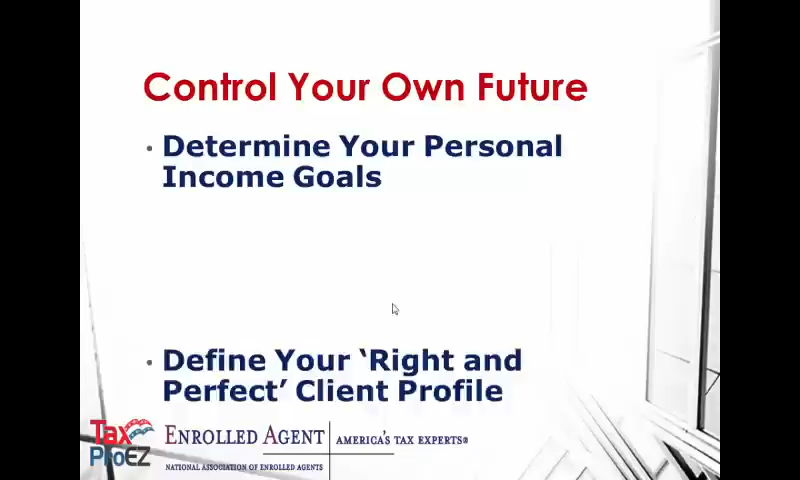 Control Your Own Future
• Determine Your Personal
Income Goals
• Define Your ‘Right and
Perfect’ Client Profile
Tax
ProEZ
ENROLLED AGENT
AMERICA'S TAX EXPERTS®
NATIONAL ASSOCIATION OF ENROLLED AGENTS